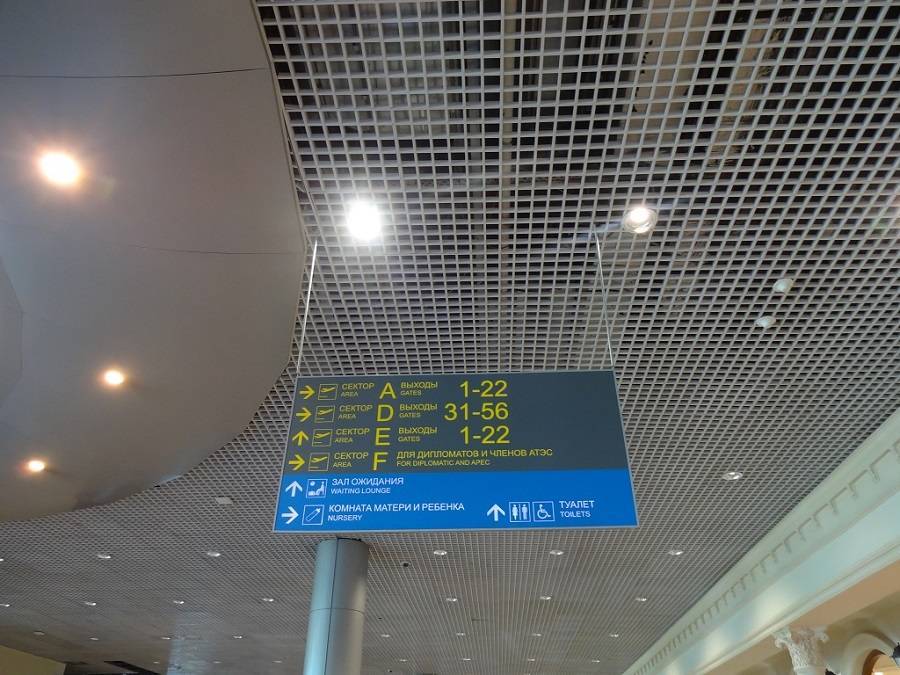 СЕКТОР A ВЫХОДЫ 1-22
AREA GATES
СЕКТОР D ВЫХОДЫ 31-56
AREA GATES
СЕКТОР E ВЫХОДЫ 1-22
AREA GATES
СЕКТОР F ДЛЯ ДИПЛОМАТОВ И ЧЛЕНОВ АТЭС
AREA FOR DIPLOMATIC AND APEC
ЗАЛ ОЖИДАНИЯ
WAITING LOUNGE
КОМНАТА МАТЕРИ И РЕБЕНКА
NURSERY
ТУАЛЕТ
TOILETS